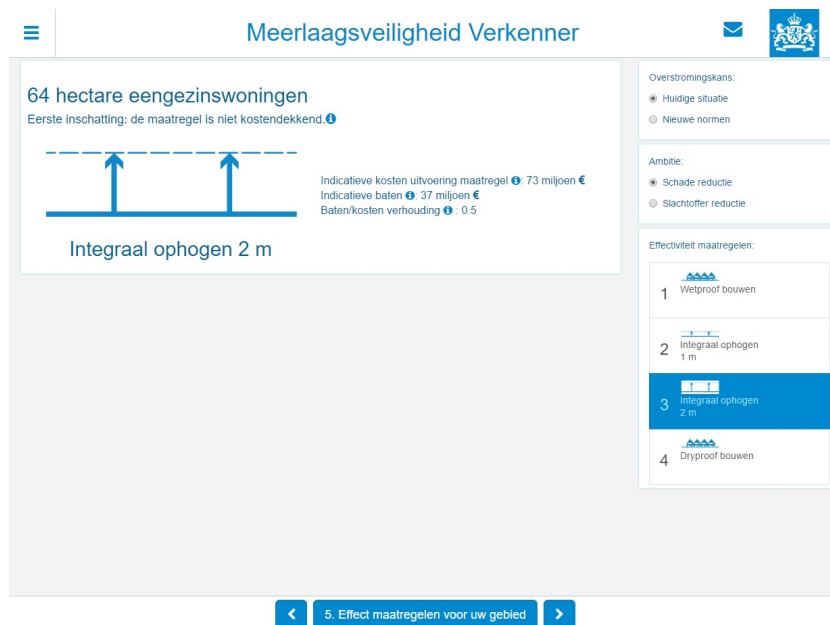 Meerlaagsveiligheid Verkenner
64 hectare eengezinswoningen
Eerste inschatting: de maatregel is niet kostendekkend.
Indicatieve kosten uitvoering maatregel : 73 miljoen €
Indicatieve baten : 37 miljoen €
Baten/kosten verhouding : 0.5
Integraal ophogen 2 m
Overstromingskans:
Huidige situatie
Nieuwe normen
Ambitie:
Schade reductie
Slachtoffer reductie
Effectiviteit maatregelen:
1 Wetproof bouwen
2 Integraal ophogen
1 m
3 Integraal ophogen
2 m
4 Dryproof bouwen
5. Effect maatregelen voor uw gebied